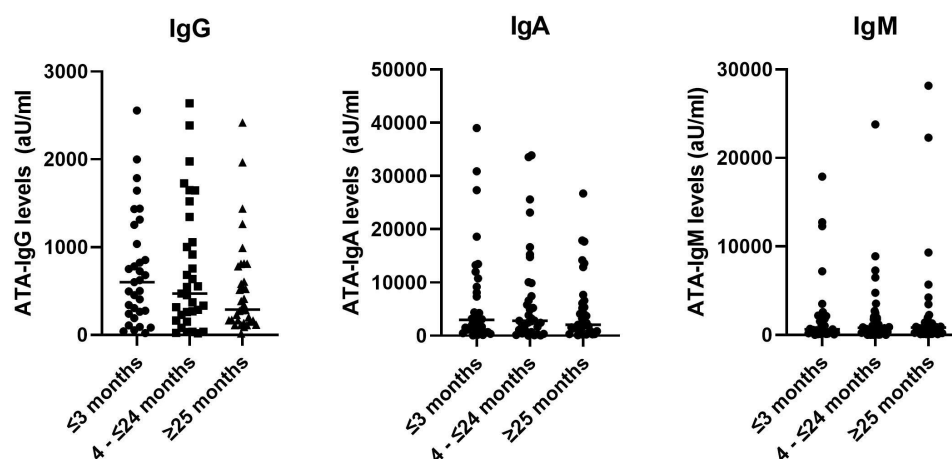 IgG
ATA-IgG levels (aU/ml
3000
2000
1000
0
≤3 months
4 - ≤24 months
≥25 months
IgA
ATA-IgA levels (aU/ml)
50000
40000
30000
20000
10000
0
≤3 months
4 - ≤24 months
≥25 months
IgM
ATA-IgM levels (aU/ml)
30000
20000
10000
0
≤3 months
4 - ≤24 months
≥25 months